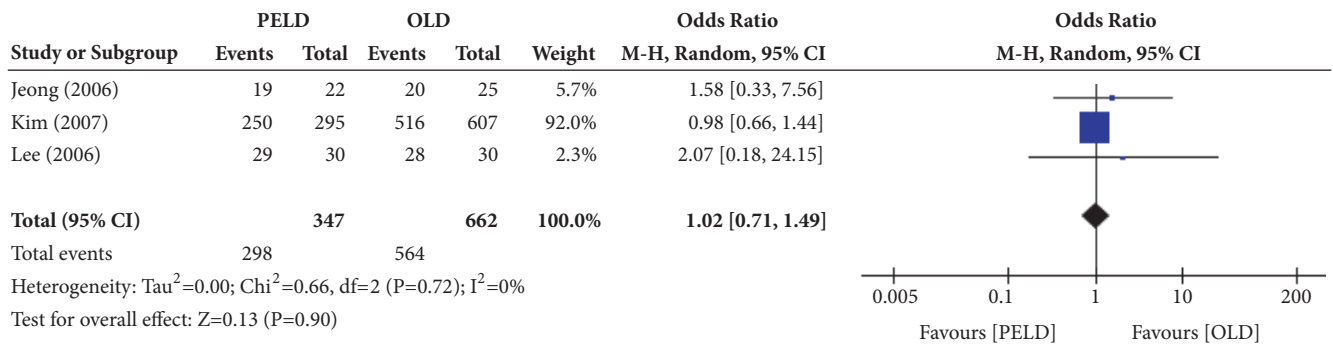 PELD OLD Odds Ratio Odds Ratio
Study or Subgroup Events Total Events Total Weight M-H, Random, 95% CI M-H, Random, 95% CI
Jeong (2006) 19 22 20 25 5.7% 1.58 [0.33, 7.56]
Kim (2007) 250 295 516 607 92.0% 0.98 [0.66, 1.44]
Lee (2006) 29 30 28 30 2.3% 2.07 [0.18, 24.15]
Total (95% CI) 347 662 100.0% 1.02 [0.71, 1.49]
Total events 298 564
Heterogeneity: Tau²=0.00; Chi²=0.66, df=2 (P=0.72); I²=0%
Test for overall effect: Z=0.13 (P=0.90)
0.005 0.1 1 10 200
Favours [PELD] Favours [OLD]